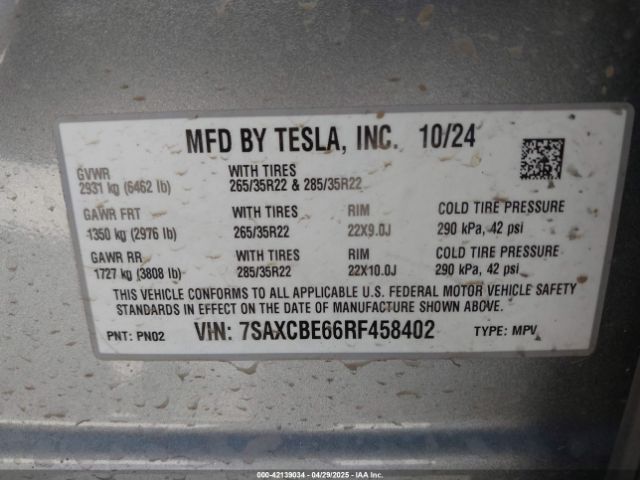 MFD BY TESLA, INC. 10/24
GVWR WITH TIRES
2931 kg (6462 lb) 265/35R22 & 285/35R22
GAWR FRT WITH TIRES RIM COLD TIRE PRESSURE
1350 kg (2976 lb) 265/35R22 22X9.0J 290 kPa, 42 psi
GAWR RR WITH TIRES RIM COLD TIRE PRESSURE
1727 kg (3808 lb) 285/35R22 22X10.0J 290 kPa, 42 psi
THIS VEHICLE CONFORMS TO ALL APPLICABLE U.S. FEDERAL MOTOR VEHICLE SAFETY
STANDARDS IN EFFECT ON THE DATE OF MANUFACTURE SHOWN ABOVE.
PNT: PN02 VIN: 7SAXCBE66RF458402 TYPE: MPV
000-42139034 - 04/29/2025 - IAAI.COM